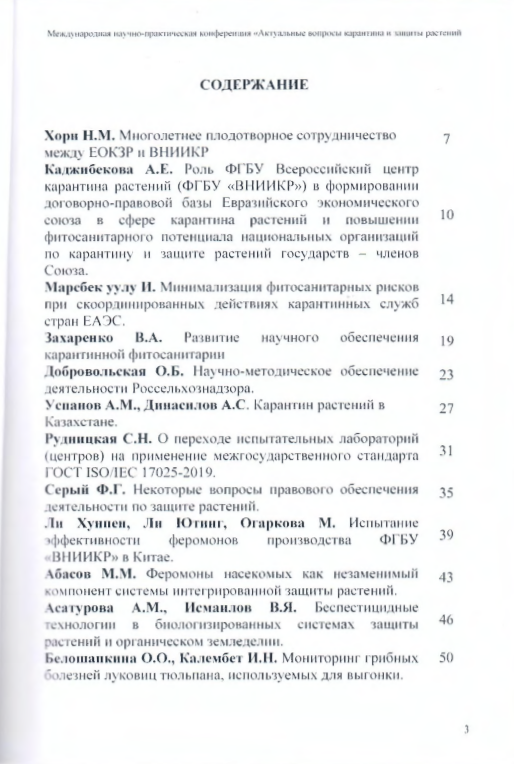 Международная научно-практическая конференция «Актуальные вопросы карантина и защиты растений
СОДЕРЖАНИЕ
Хорн Н.М. Многолетнее плодотворное сотрудничество 7
между ЕОКЗР и ВНИИКР
Каджибекова А.Е. Роль ФГБУ Всероссийский центр
карантина растений (ФГБУ «ВНИИКР») в формировании
договорно-правовой базы Евразийского экономического
союза в сфере карантина растений и повышении 10
фитосанитарного потенциала национальных организаций
по карантину и защите растений государств – членов
Союза.
Марсбек уулу И. Минимализация фитосанитарных рисков
при скоординированных действиях карантинных служб 14
стран ЕАЭС.
Захаренко В.А. Развитие научного обеспечения 19
карантинной фитосанитарии
Добровольская О.Б. Научно-методическое обеспечение 23
деятельности Россельхознадзора.
Успанов А.М., Динасилов А.С. Карантин растений в 27
Казахстане.
Рудницкая С.Н. О переходе испытательных лабораторий
(центров) на применение межгосударственного стандарта 31
ГОСТ ISO/IEC 17025-2019.
Серый Ф.Г. Некоторые вопросы правового обеспечения 35
деятельности по защите растений.
Ли Хуипен, Ли Ютинг, Огаркова М. Испытание
эффективности феромонов производства ФГБУ 39
«ВНИИКР» в Китае.
Абасов М.М. Феромоны насекомых как незаменимый 43
компонент системы интегрированной защиты растений.
Асатурова А.М., Исмаилов В.Я. Беспестицидные
технологии в биологизированных системах защиты 46
растений и органическом земледелии.
Белошапкина О.О., Калембет И.Н. Мониторинг грибных 50
болезней луковиц тюльпана, используемых для выгонки.
3